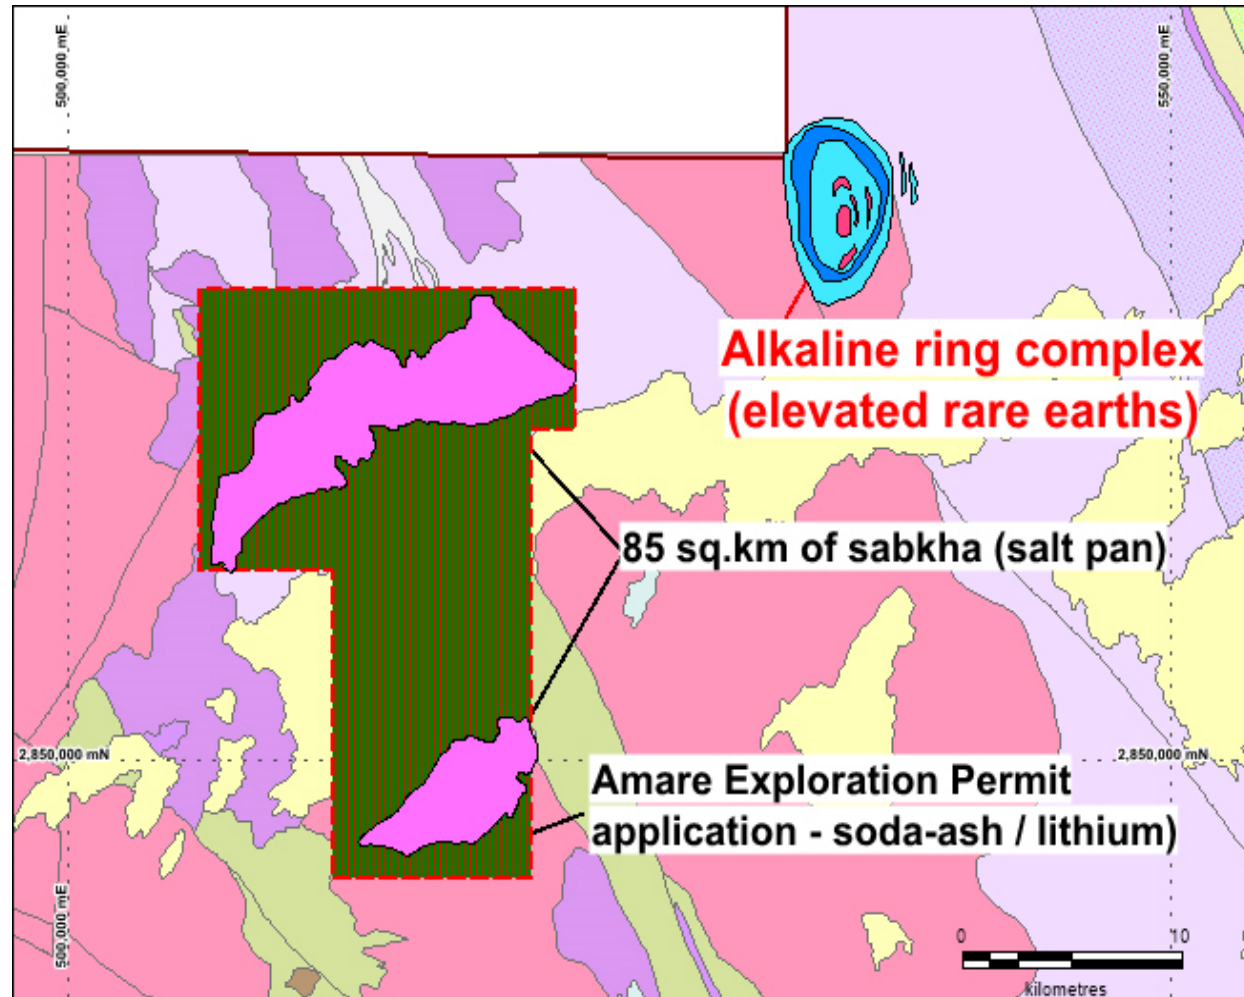 500,000 mE
550,000 mE
Alkaline ring complex
(elevated rare earths)
85 sq.km of sabkha (salt pan)
2,850,000 mN
2,850,000 mN
Amare Exploration Permit
application - soda-ash / lithium)
500,000 mE
0 10
kilometres